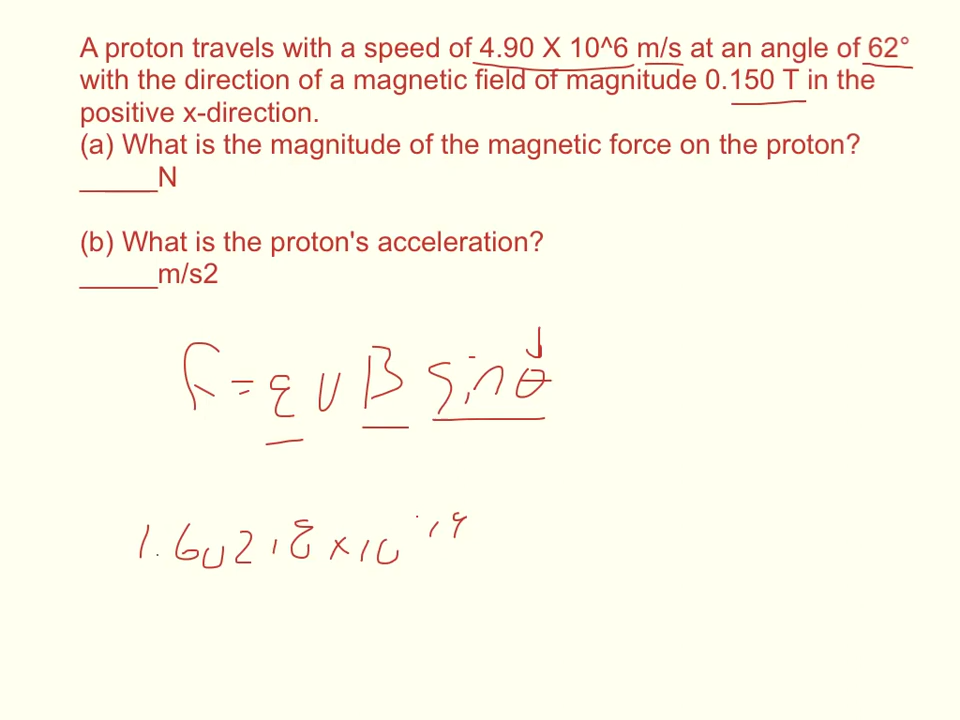 A proton travels with a speed of 4.90 X 10^6 m/s at an angle of 62°
with the direction of a magnetic field of magnitude 0.150 T in the
positive x-direction.
(a) What is the magnitude of the magnetic force on the proton?
_____N
(b) What is the proton's acceleration?
_____m/s2
F = q v B sin θ
1.60218 × 10⁻¹⁹